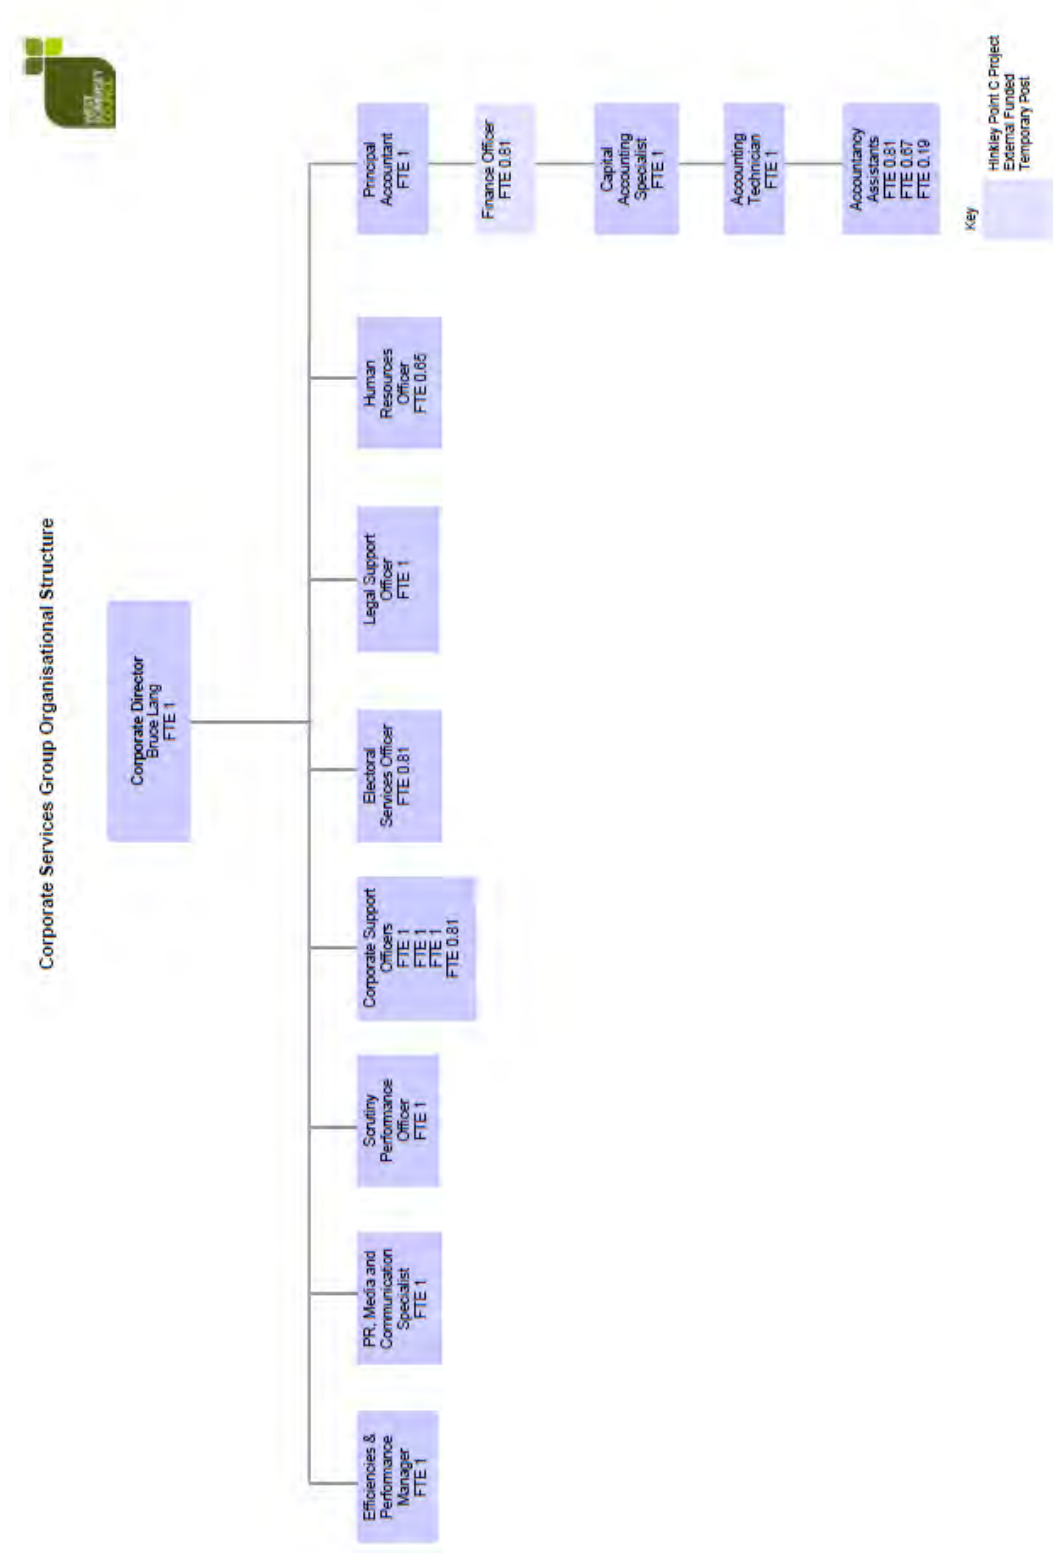 WEST
SOMERSET
COUNCIL
Corporate Services Group Organisational Structure
Corporate Director
Bruce Lang
FTE 1
Efficiencies &
Performance
Manager
FTE 1
PR, Media and
Communication
Specialist
FTE 1
Scrutiny
Performance
Officer
FTE 1
Corporate Support
Officers
FTE 1
FTE 1
FTE 1
FTE 0.81
Electoral
Services Officer
FTE 0.81
Legal Support
Officer
FTE 1
Human
Resources
Officer
FTE 0.65
Principal
Accountant
FTE 1
Finance Officer
FTE 0.81
Capital
Accounting
Specialist
FTE 1
Accounting
Technician
FTE 1
Accountancy
Assistants
FTE 0.81
FTE 0.67
FTE 0.19
Key
Hinkley Point C Project
External Funded
Temporary Post